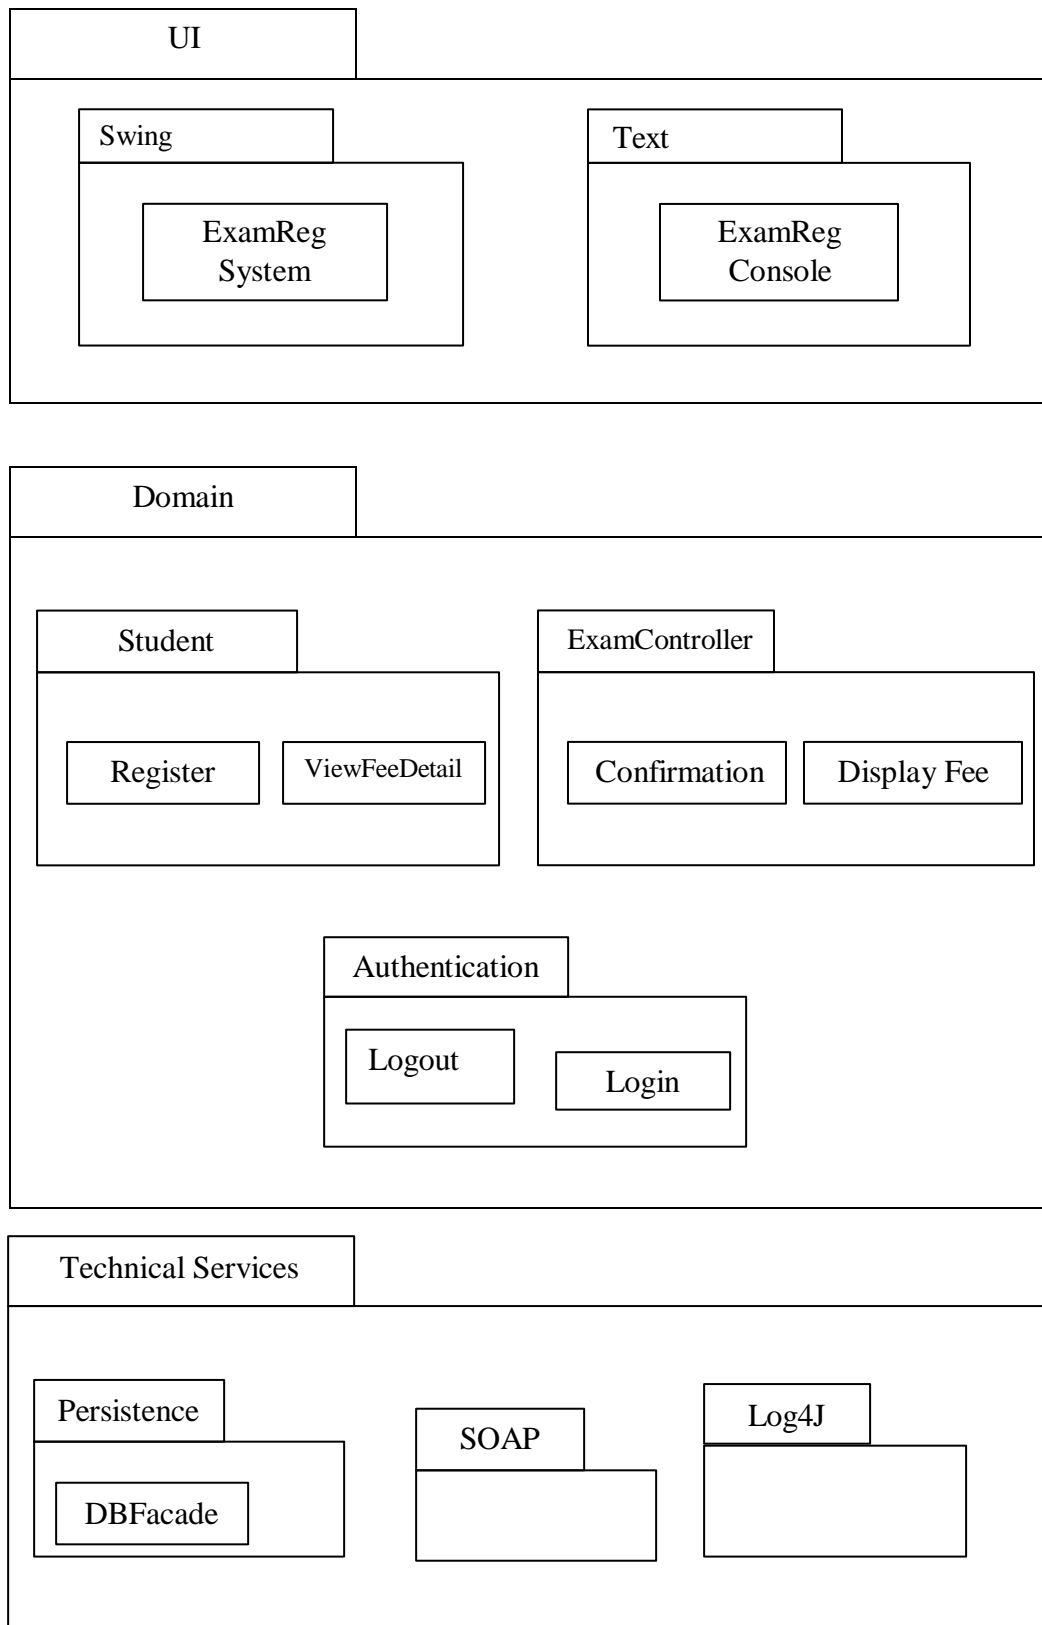 UI
Swing
Text
ExamReg
System
ExamReg
Console
Domain
Student
ExamController
Register
ViewFeeDetail
Confirmation
Display Fee
Authentication
Logout
Login
Technical Services
Persistence
SOAP
Log4J
DBFacade